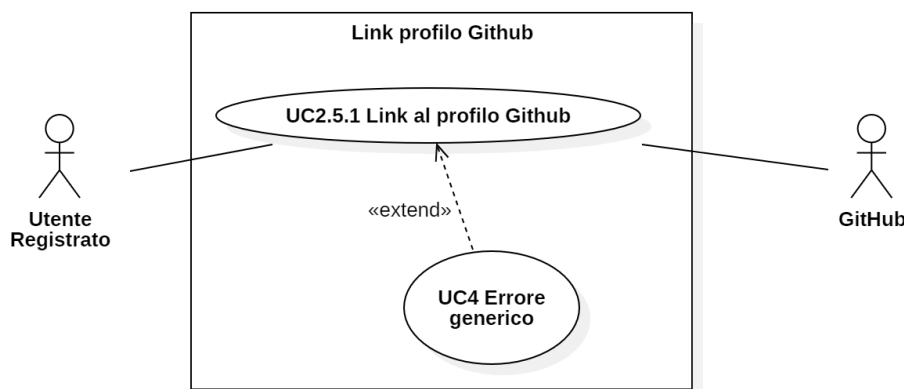 Link profilo Github
UC2.5.1 Link al profilo Github
Utente
Registrato
GitHub
«extend»
UC4 Errore
generico